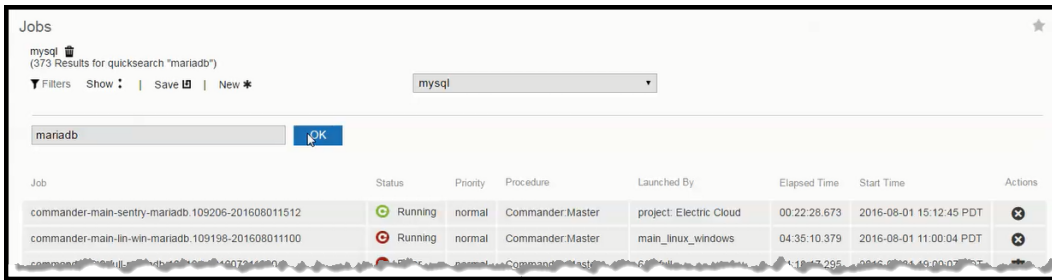 Jobs
mysql
(373 Results for quicksearch "mariadb")
Filters Show | Save | New
mysql
mariadb OK
Job Status Priority Procedure Launched By Elapsed Time Start Time Actions
commander-main-sentry-mariadb.109206-201608011512 Running normal Commander:Master project: Electric Cloud 00:22:28.673 2016-08-01 15:12:45 PDT
commander-main-lin-win-mariadb.109198-201608011100 Running normal Commander:Master main_linux_windows 04:35:10.379 2016-08-01 11:00:04 PDT